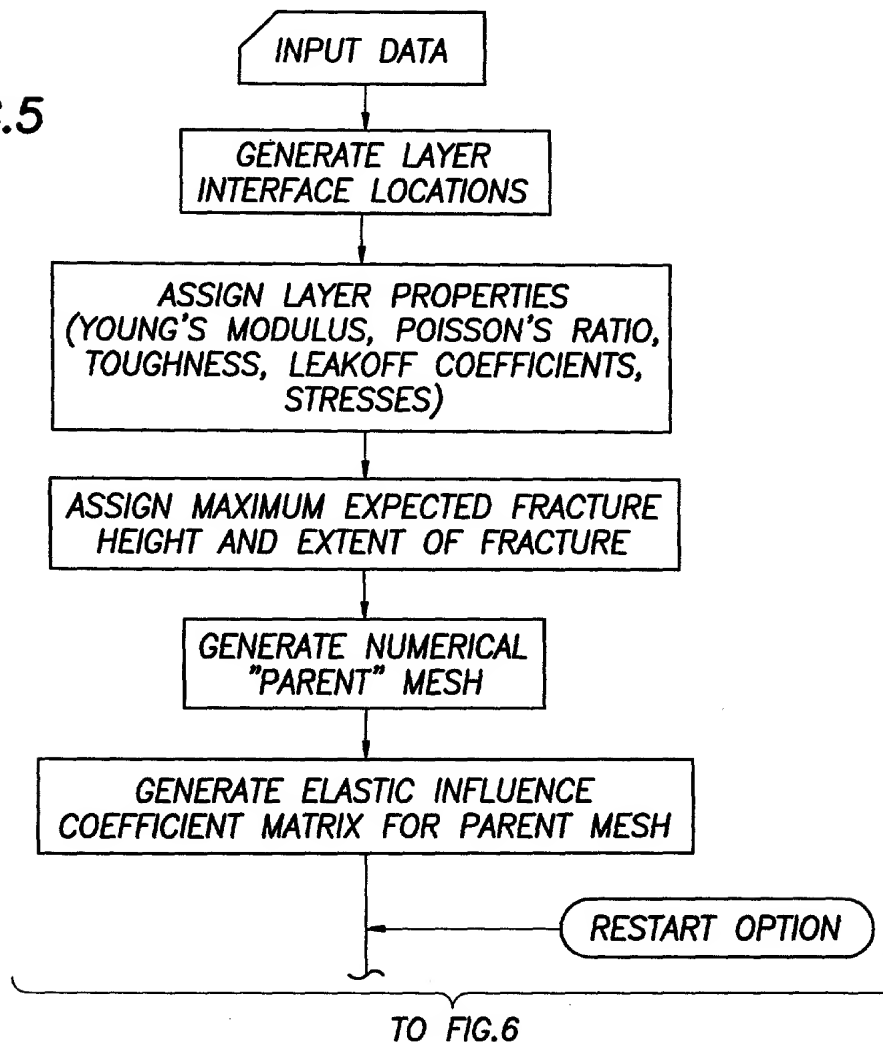 .5
INPUT DATA
GENERATE LAYER
INTERFACE LOCATIONS
ASSIGN LAYER PROPERTIES
(YOUNG'S MODULUS, POISSON'S RATIO,
TOUGHNESS, LEAKOFF COEFFICIENTS,
STRESSES)
ASSIGN MAXIMUM EXPECTED FRACTURE
HEIGHT AND EXTENT OF FRACTURE
GENERATE NUMERICAL
"PARENT" MESH
GENERATE ELASTIC INFLUENCE
COEFFICIENT MATRIX FOR PARENT MESH
RESTART OPTION
TO FIG.6